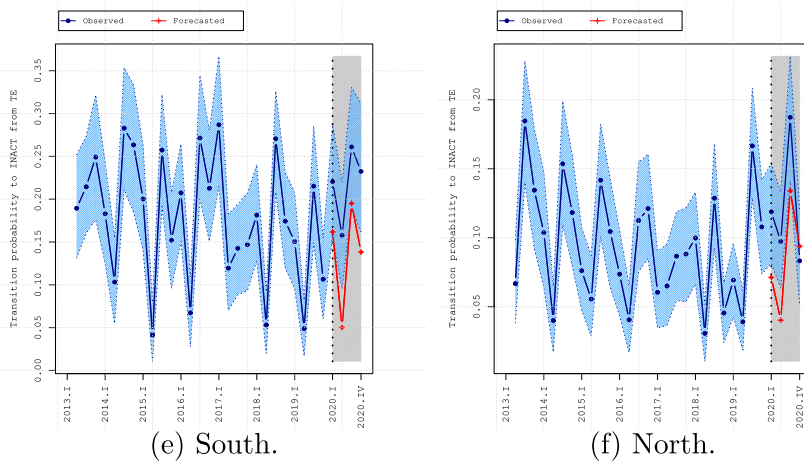 Observed Forecasted
Transition probability to INACT from TE
0.00 0.05 0.10 0.15 0.20 0.25 0.30 0.35
2013.I 2014.I 2015.I 2016.I 2017.I 2018.I 2019.I 2020.I 2020.IV
(e) South.
Observed Forecasted
Transition probability to INACT from TE
0.05 0.10 0.15 0.20
2013.I 2014.I 2015.I 2016.I 2017.I 2018.I 2019.I 2020.I 2020.IV
(f) North.